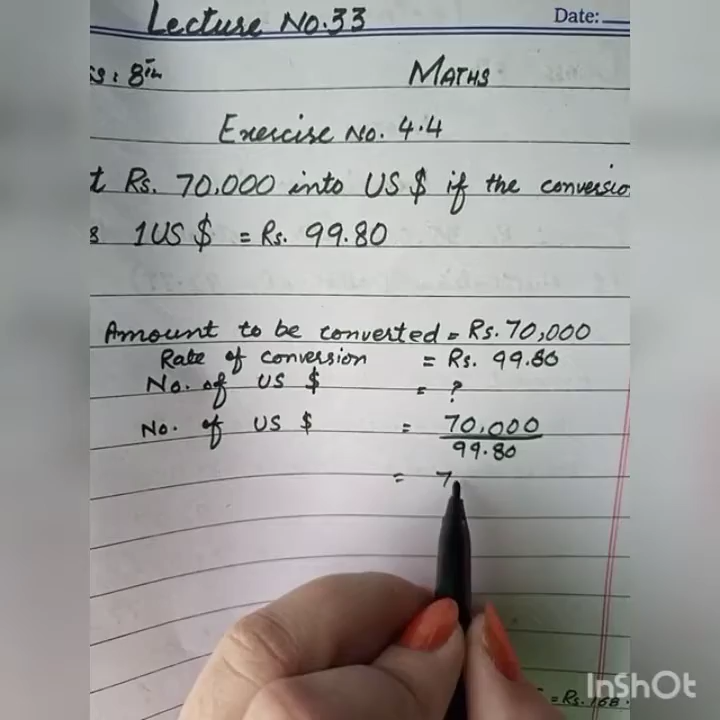 Lecture No.33
Date:
s: 8th
MATHS
Exercise No. 4.4
t Rs. 70,000 into US $ if the conversio
s 1US $ = Rs. 99.80
Amount to be converted = Rs. 70,000
Rate of conversion = Rs. 99.80
No. of US $ = ?
No. of US $ = 70,000
99.80
= 7
= Rs. 168.
InShOt